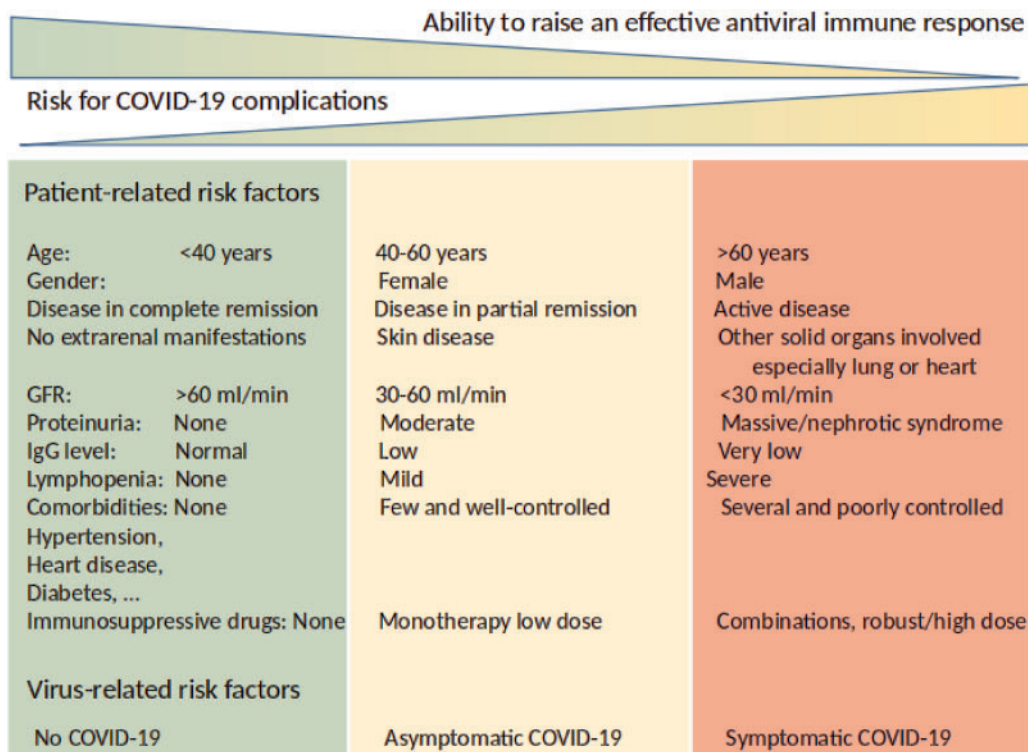 Ability to raise an effective antiviral immune response
Risk for COVID-19 complications
Patient-related risk factors
Age: <40 years 40-60 years >60 years
Gender: Female Male
Disease in complete remission Disease in partial remission Active disease
No extrarenal manifestations Skin disease Other solid organs involved
especially lung or heart
GFR: >60 ml/min 30-60 ml/min <30 ml/min
Proteinuria: None Moderate Massive/nephrotic syndrome
IgG level: Normal Low Very low
Lymphopenia: None Mild Severe
Comorbidities: None Few and well-controlled Several and poorly controlled
Hypertension,
Heart disease,
Diabetes, ...
Immunosuppressive drugs: None Monotherapy low dose Combinations, robust/high dose
Virus-related risk factors
No COVID-19 Asymptomatic COVID-19 Symptomatic COVID-19